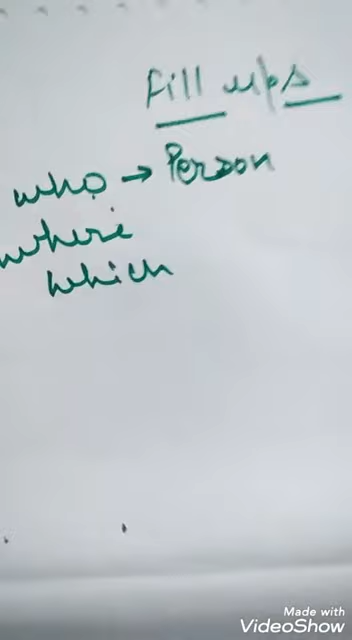 Fill ups
who → Person
where
which
Made with
VideoShow